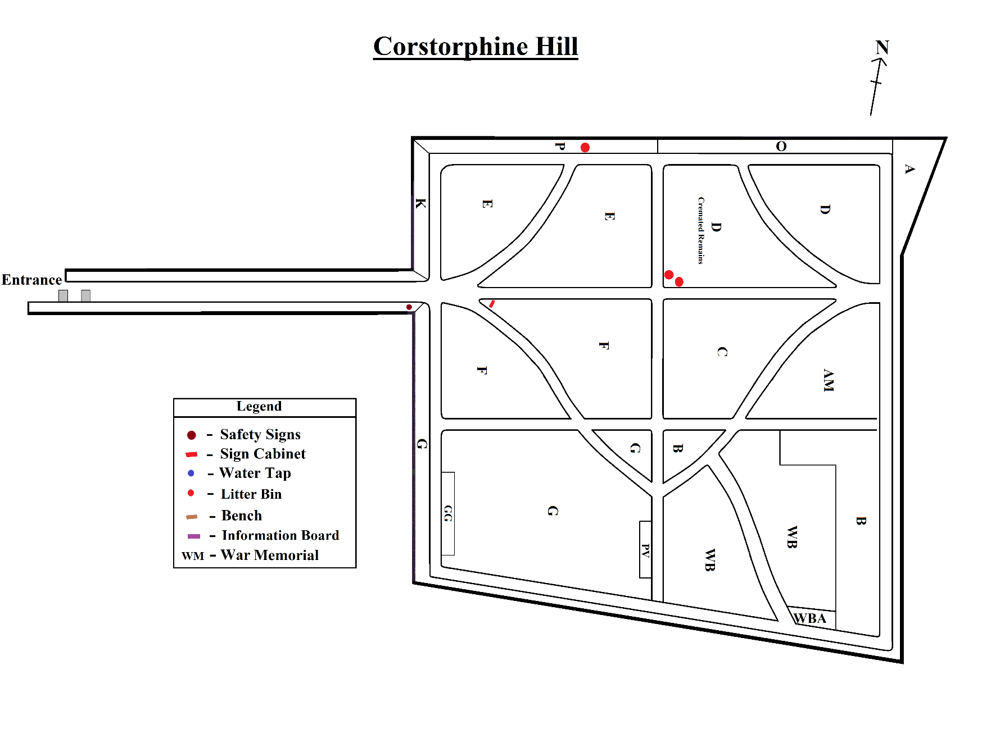 Corstorphine Hill
N
P
O
A
K
E
E
D
Cremated Remains
D
Entrance
F
F
C
AM
Legend
- Safety Signs
- Sign Cabinet
- Water Tap
- Litter Bin
- Bench
- Information Board
WM - War Memorial
G
G
B
GG
G
PV
WB
WB
B
WBA